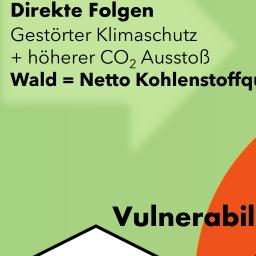 Direkte Folgen
Gestörter Klimaschutz
+ höherer CO₂ Ausstoß
Wald = Netto Kohlenstoffqu
Vulnerabil